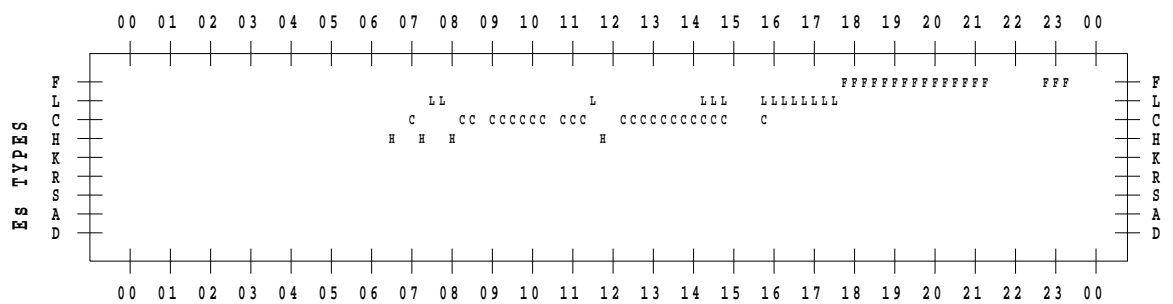 00 01 02 03 04 05 06 07 08 09 10 11 12 13 14 15 16 17 18 19 20 21 22 23 00
F FFFFFFFFFFFFFFF FFF F
L LL L LLL LLLLLLLL L
C C CC CCCCCC CCC CCCCCCCCCCC C C
H H H H H H
K K
R R
S S
A A
D D
Es TYPES
00 01 02 03 04 05 06 07 08 09 10 11 12 13 14 15 16 17 18 19 20 21 22 23 00